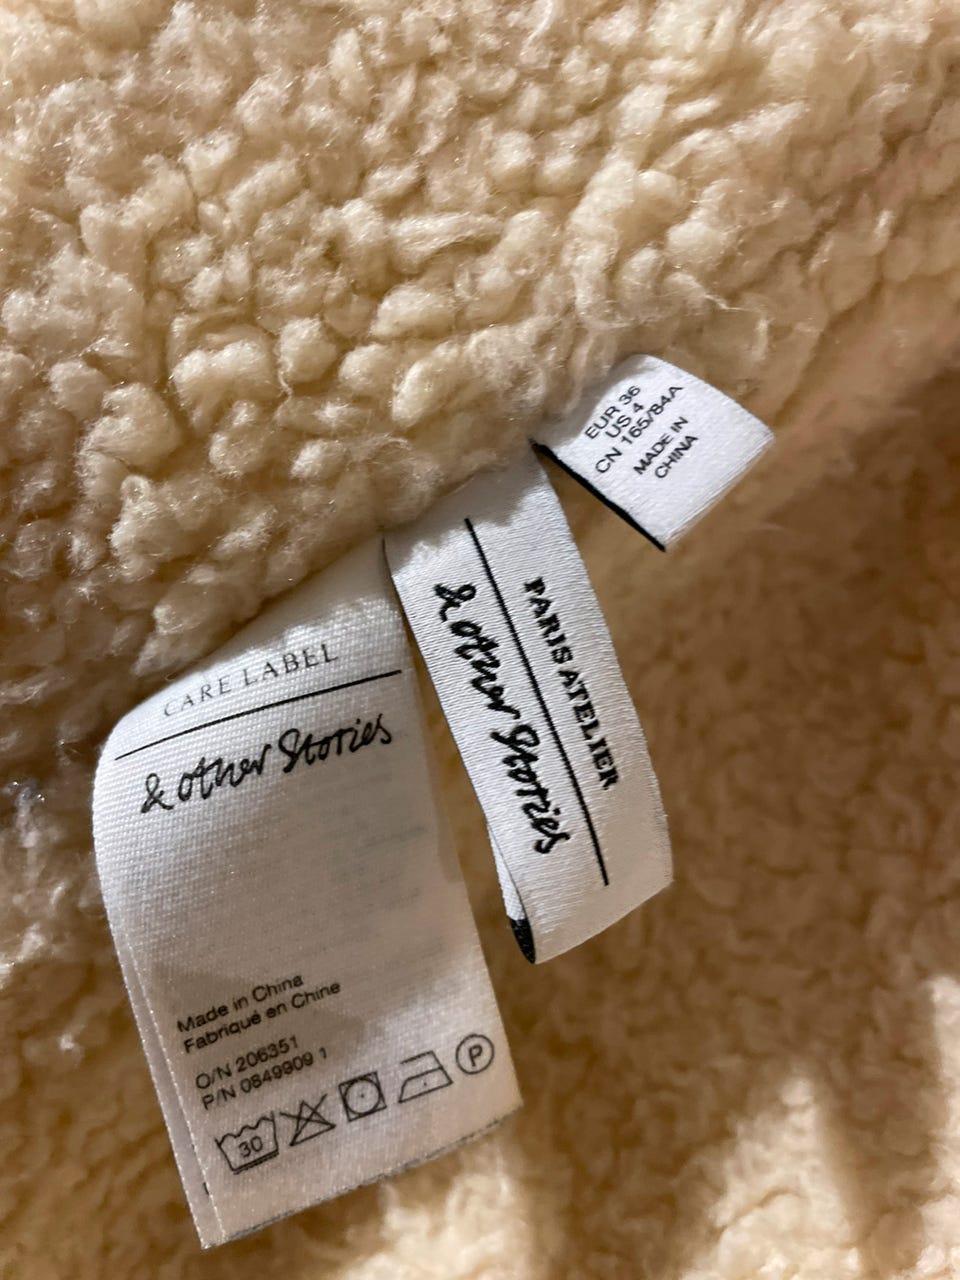 EUR 36
US 4
CN 165/84A
MADE IN
CHINA
PARIS ATELIER
& other Stories
CARE LABEL
& other Stories
Made in China
Fabriqué en Chine
O/N 206351
P/N 0849909 1
30
P